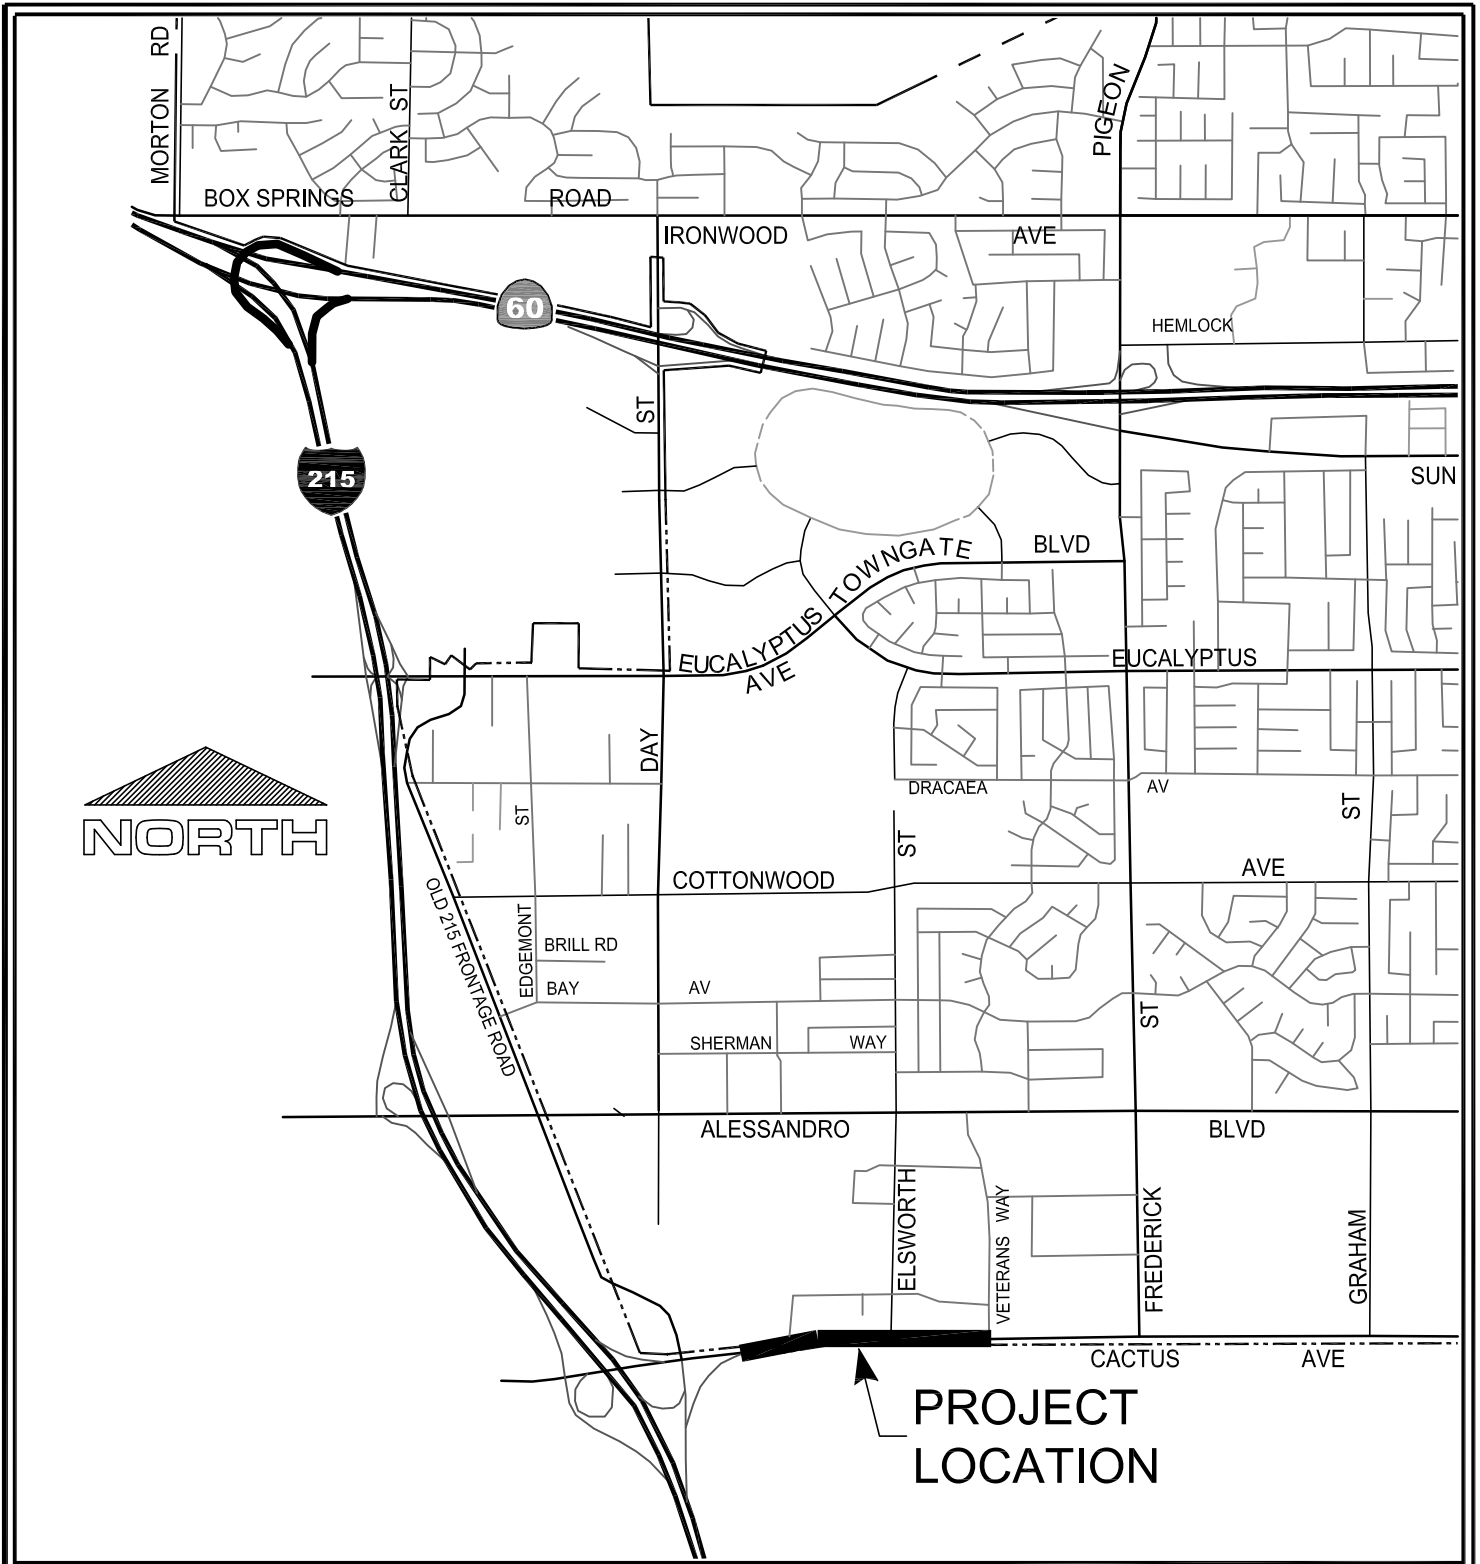 MORTON RD
CLARK ST
PIGEON
BOX SPRINGS ROAD
IRONWOOD AVE
60
HEMLOCK
ST
215
SUN
TOWNGATE BLVD
EUCALYPTUS
AVE
EUCALYPTUS
DAY
NORTH
DRACAEA AV
ST
ST
ST
COTTONWOOD AVE
OLD 215 FRONTAGE ROAD
EDGEMONT
BRILL RD
BAY AV
ST
SHERMAN WAY
ALESSANDRO BLVD
ELSWORTH
VETERANS WAY
FREDERICK
GRAHAM
CACTUS AVE
PROJECT
LOCATION